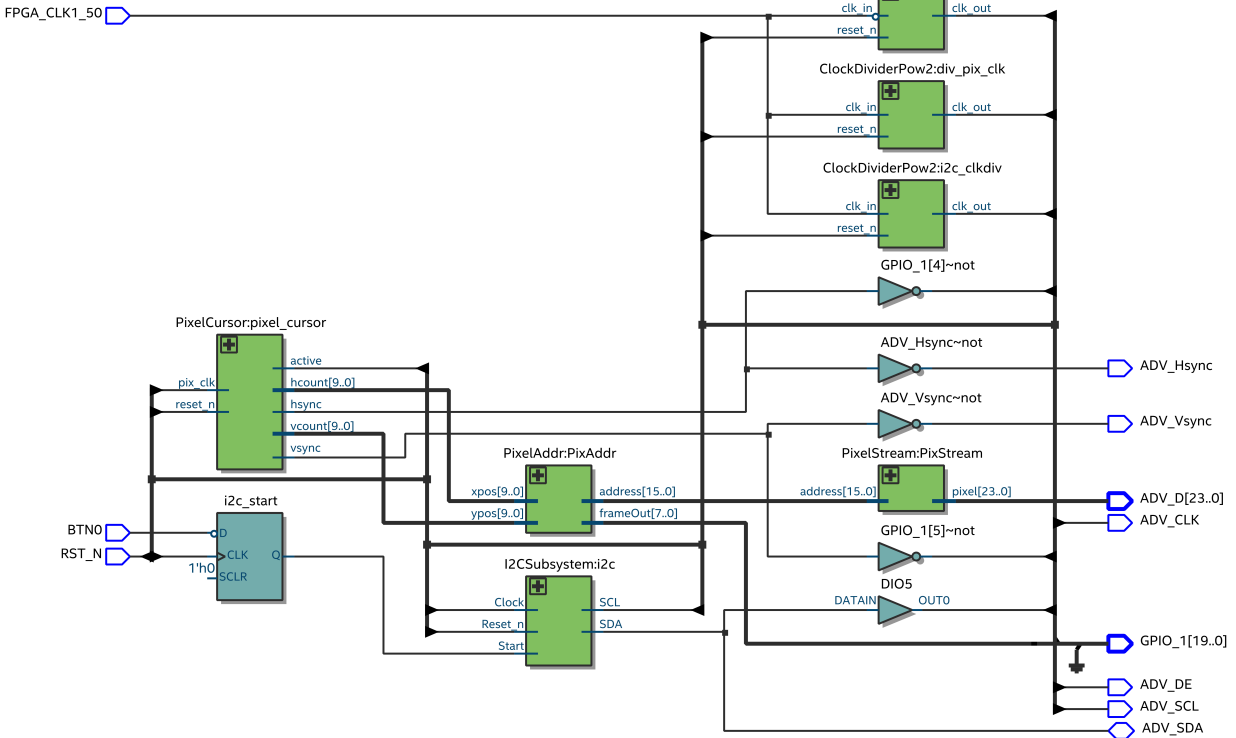 FPGA_CLK1_50
clk_in
clk_out
reset_n
ClockDividerPow2:div_pix_clk
clk_in
clk_out
reset_n
ClockDividerPow2:i2c_clkdiv
clk_in
clk_out
reset_n
GPIO_1[4]~not
PixelCursor:pixel_cursor
active
pix_clk
hcount[9..0]
reset_n
hsync
vcount[9..0]
vsync
ADV_Hsync~not
ADV_Hsync
ADV_Vsync~not
ADV_Vsync
PixelAddr:PixAddr
xpos[9..0]
address[15..0]
ypos[9..0]
frameOut[7..0]
PixelStream:PixStream
address[15..0]
pixel[23..0]
ADV_D[23..0]
ADV_CLK
i2c_start
BTN0
D
RST_N
CLK
Q
1'h0
SCLR
GPIO_1[5]~not
I2CSubsystem:i2c
Clock
SCL
Reset_n
SDA
Start
DIO5
DATAIN
OUT0
GPIO_1[19..0]
ADV_DE
ADV_SCL
ADV_SDA